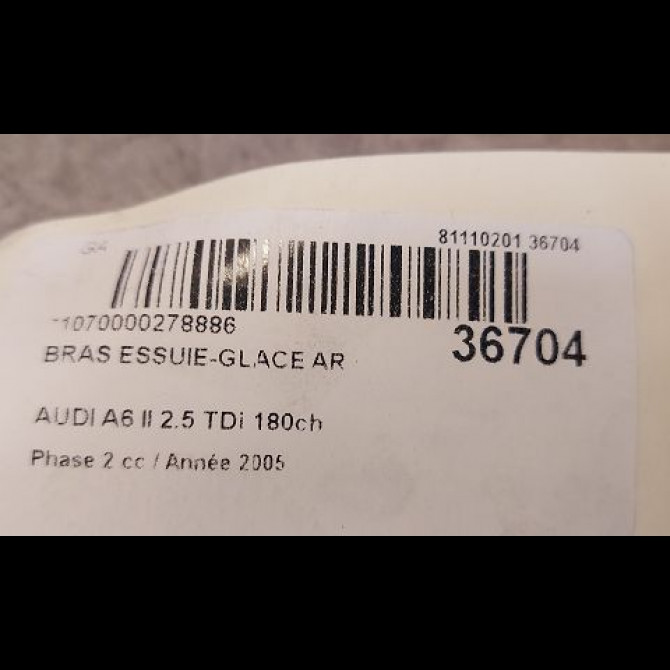 81110201 36704
-1070000278886
36704
BRAS ESSUIE-GLACE AR
AUDI A6 II 2.5 TDi 180ch
Phase 2 cc / Année 2005